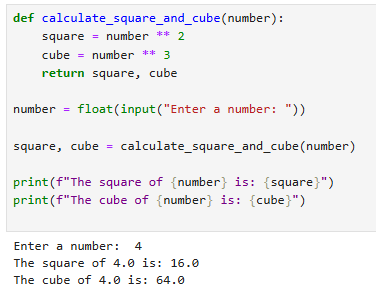 def calculate_square_and_cube(number):
    square = number ** 2
    cube = number ** 3
    return square, cube

number = float(input("Enter a number: "))

square, cube = calculate_square_and_cube(number)

print(f"The square of {number} is: {square}")
print(f"The cube of {number} is: {cube}")

Enter a number:  4
The square of 4.0 is: 16.0
The cube of 4.0 is: 64.0